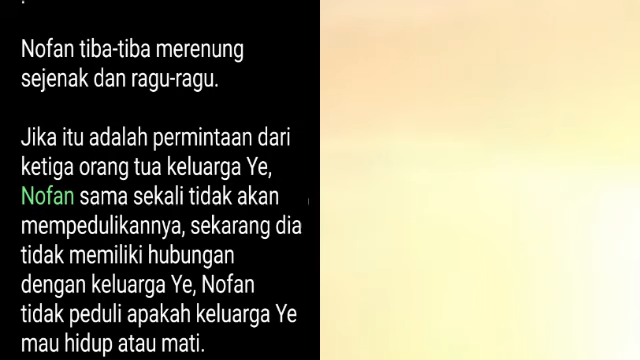 Nofan tiba-tiba merenung
sejenak dan ragu-ragu.
Jika itu adalah permintaan dari
ketiga orang tua keluarga Ye,
Nofan sama sekali tidak akan
mempedulikannya, sekarang dia
tidak memiliki hubungan
dengan keluarga Ye, Nofan
tidak peduli apakah keluarga Ye
mau hidup atau mati.